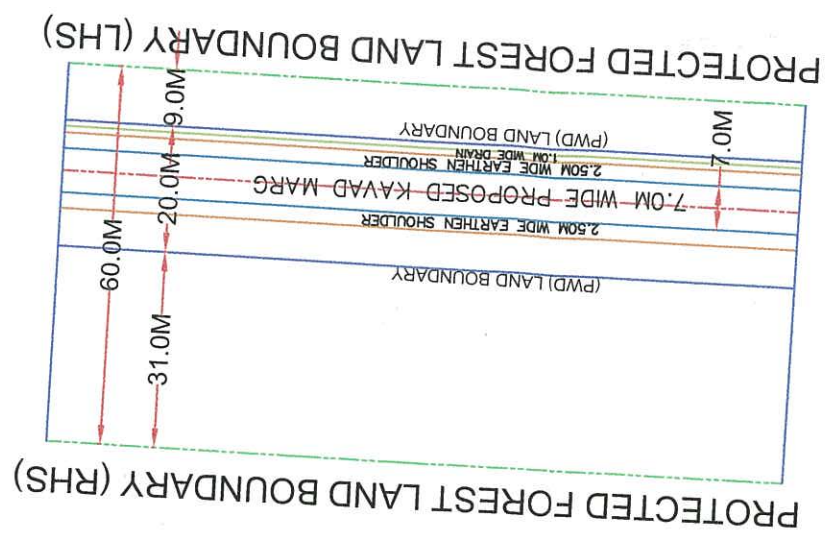 PROTECTED FOREST LAND BOUNDARY (LHS)
9.0M
(PWD) LAND BOUNDARY
7.0M
1.0M WIDE DRAIN
2.50M WIDE EARTHEN SHOULDER
20.0M
7.0M WIDE PROPOSED KAVAD MARG
2.50M WIDE EARTHEN SHOULDER
60.0M
(PWD) LAND BOUNDARY
31.0M
PROTECTED FOREST LAND BOUNDARY (RHS)